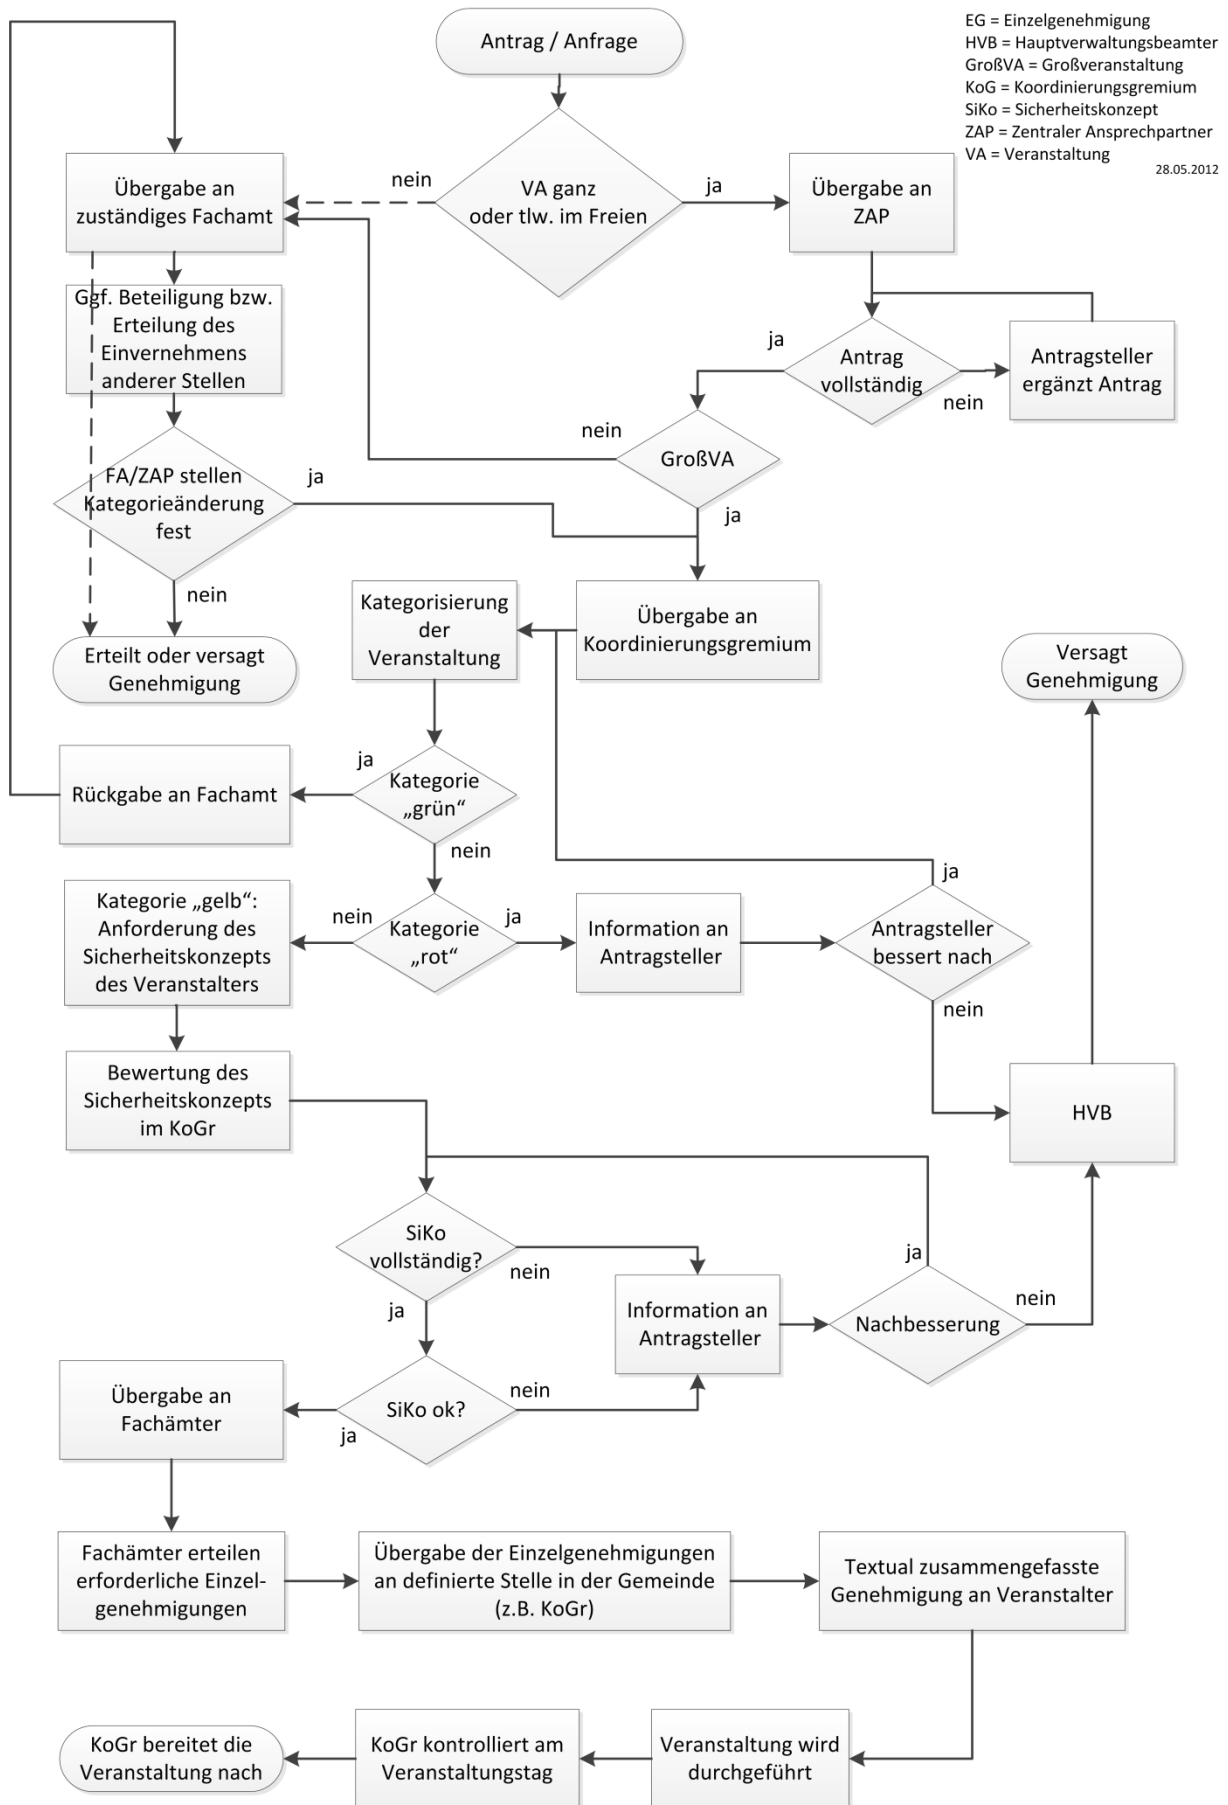 Antrag / Anfrage
EG = Einzelgenehmigung
HVB = Hauptverwaltungsbeamter
GroßVA = Großveranstaltung
KoG = Koordinierungsgremium
SiKo = Sicherheitskonzept
ZAP = Zentraler Ansprechpartner
VA = Veranstaltung
28.05.2012
VA ganz
oder tlw. im Freien
nein
ja
Übergabe an
zuständiges Fachamt
Übergabe an
ZAP
Ggf. Beteiligung bzw.
Erteilung des
Einvernehmens
anderer Stellen
Antrag
vollständig
ja
nein
Antragsteller
ergänzt Antrag
GroßVA
nein
ja
FA/ZAP stellen
Kategorieänderung
fest
ja
nein
Erteilt oder versagt
Genehmigung
Übergabe an
Koordinierungsgremium
Kategorisierung
der
Veranstaltung
Versagt
Genehmigung
Kategorie
„grün“
ja
nein
Rückgabe an Fachamt
Kategorie
„rot“
nein
ja
Kategorie „gelb“:
Anforderung des
Sicherheitskonzepts
des Veranstalters
Information an
Antragsteller
Antragsteller
bessert nach
ja
nein
Bewertung des
Sicherheitskonzepts
im KoGr
HVB
SiKo
vollständig?
nein
ja
Information an
Antragsteller
Nachbesserung
ja
nein
SiKo ok?
nein
ja
Übergabe an
Fachämter
Fachämter erteilen
erforderliche Einzel-
genehmigungen
Übergabe der Einzelgenehmigungen
an definierte Stelle in der Gemeinde
(z.B. KoGr)
Textual zusammengefasste
Genehmigung an Veranstalter
Veranstaltung wird
durchgeführt
KoGr kontrolliert am
Veranstaltungstag
KoGr bereitet die
Veranstaltung nach